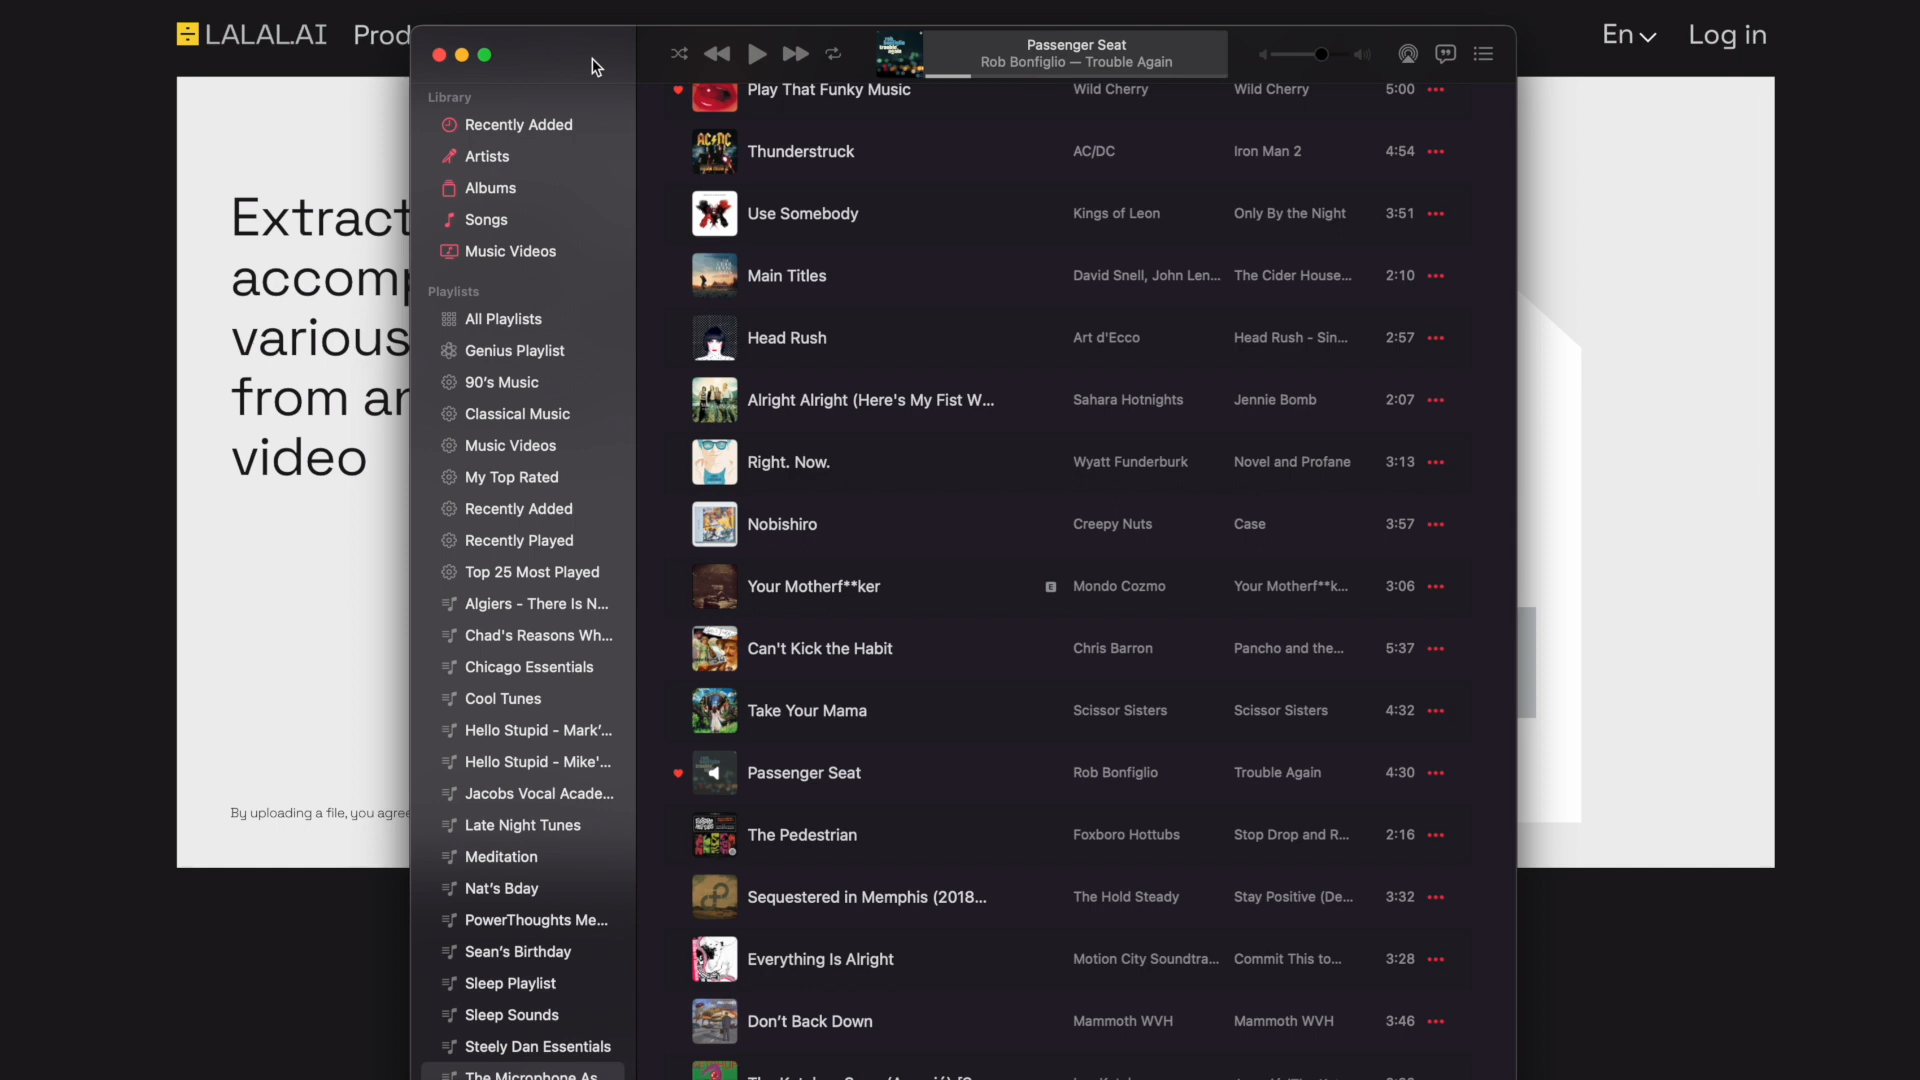 LALAL.AI
Prod
En
Log in
Extract
accomp
various
from an
video
By uploading a file, you agree
Passenger Seat
Rob Bonfiglio — Trouble Again
Library
Recently Added
Artists
Albums
Songs
Music Videos
Playlists
All Playlists
Genius Playlist
90's Music
Classical Music
Music Videos
My Top Rated
Recently Added
Recently Played
Top 25 Most Played
Algiers - There Is N...
Chad's Reasons Wh...
Chicago Essentials
Cool Tunes
Hello Stupid - Mark'...
Hello Stupid - Mike'...
Jacobs Vocal Acade...
Late Night Tunes
Meditation
Nat's Bday
PowerThoughts Me...
Sean's Birthday
Sleep Playlist
Sleep Sounds
Steely Dan Essentials
The Microphone As
Play That Funky Music Wild Cherry Wild Cherry 5:00
Thunderstruck AC/DC Iron Man 2 4:54
Use Somebody Kings of Leon Only By the Night 3:51
Main Titles David Snell, John Len... The Cider House... 2:10
Head Rush Art d'Ecco Head Rush - Sin... 2:57
Alright Alright (Here's My Fist W... Sahara Hotnights Jennie Bomb 2:07
Right. Now. Wyatt Funderburk Novel and Profane 3:13
Nobishiro Creepy Nuts Case 3:57
Your Motherf**ker E Mondo Cozmo Your Motherf**k... 3:06
Can't Kick the Habit Chris Barron Pancho and the... 5:37
Take Your Mama Scissor Sisters Scissor Sisters 4:32
Passenger Seat Rob Bonfiglio Trouble Again 4:30
The Pedestrian Foxboro Hottubs Stop Drop and R... 2:16
Sequestered in Memphis (2018... The Hold Steady Stay Positive (De... 3:32
Everything Is Alright Motion City Soundtra... Commit This to... 3:28
Don't Back Down Mammoth WVH Mammoth WVH 3:46